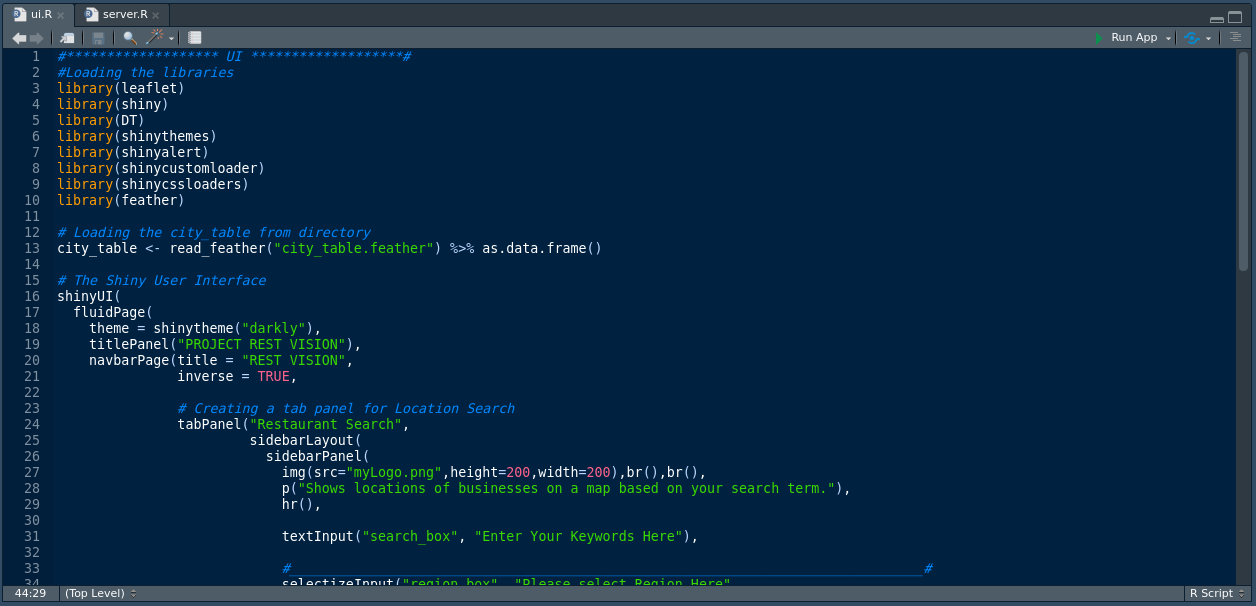 ui.R server.R
Run App
1 #******************* UI *******************#
2 #Loading the libraries
3 library(leaflet)
4 library(shiny)
5 library(DT)
6 library(shinythemes)
7 library(shinyalert)
8 library(shinycustomloader)
9 library(shinycssloaders)
10 library(feather)
11
12 # Loading the city_table from directory
13 city_table <- read_feather("city_table.feather") %>% as.data.frame()
14
15 # The Shiny User Interface
16 shinyUI(
17 fluidPage(
18 theme = shinytheme("darkly"),
19 titlePanel("PROJECT REST VISION"),
20 navbarPage(title = "REST VISION",
21 inverse = TRUE,
22
23 # Creating a tab panel for Location Search
24 tabPanel("Restaurant Search",
25 sidebarLayout(
26 sidebarPanel(
27 img(src="myLogo.png",height=200,width=200),br(),br(),
28 p("Shows locations of businesses on a map based on your search term."),
29 hr(),
30
31 textInput("search_box", "Enter Your Keywords Here"),
32
33 #_______________________________________________________________________________#
34 selectizeInput("region_box", "Please select Region Here"
44:29 (Top Level) R Script